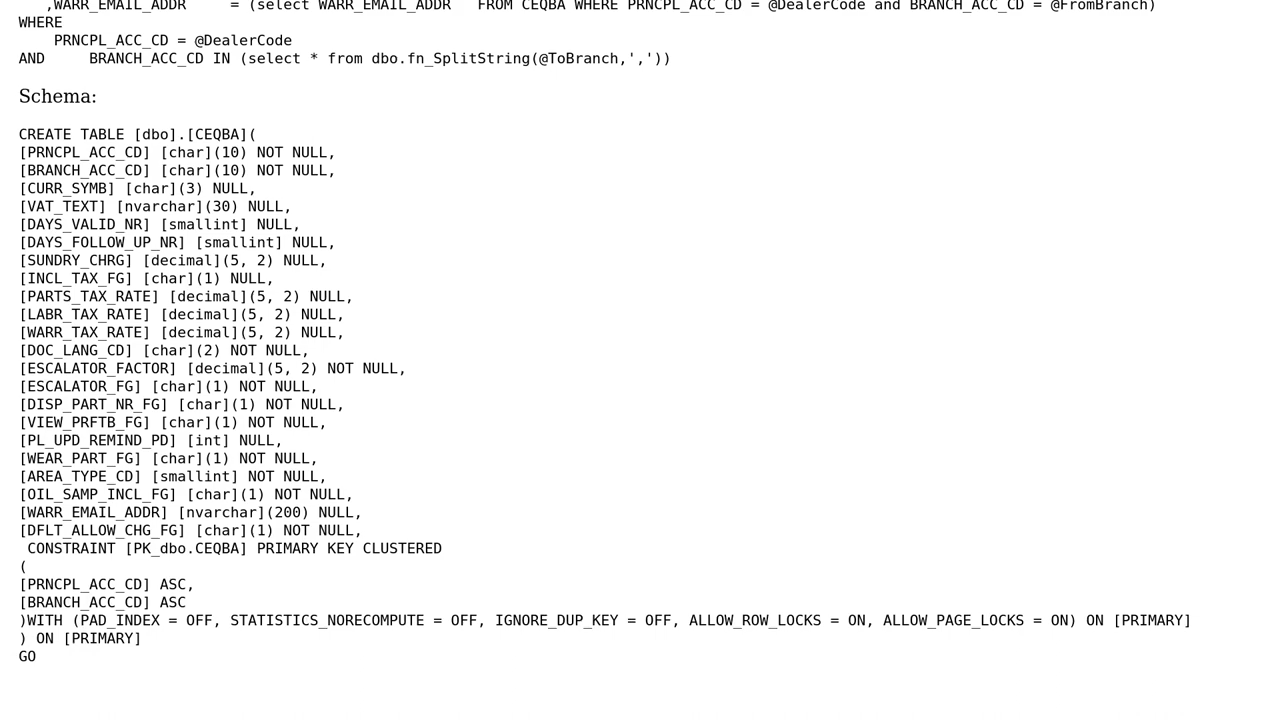 ,WARR_EMAIL_ADDR     = (select WARR_EMAIL_ADDR   FROM CEQBA WHERE PRNCPL_ACC_CD = @DealerCode and BRANCH_ACC_CD = @FromBranch)
WHERE
    PRNCPL_ACC_CD = @DealerCode
AND     BRANCH_ACC_CD IN (select * from dbo.fn_SplitString(@ToBranch,','))
Schema:
CREATE TABLE [dbo].[CEQBA](
[PRNCPL_ACC_CD] [char](10) NOT NULL,
[BRANCH_ACC_CD] [char](10) NOT NULL,
[CURR_SYMB] [char](3) NULL,
[VAT_TEXT] [nvarchar](30) NULL,
[DAYS_VALID_NR] [smallint] NULL,
[DAYS_FOLLOW_UP_NR] [smallint] NULL,
[SUNDRY_CHRG] [decimal](5, 2) NULL,
[INCL_TAX_FG] [char](1) NULL,
[PARTS_TAX_RATE] [decimal](5, 2) NULL,
[LABR_TAX_RATE] [decimal](5, 2) NULL,
[WARR_TAX_RATE] [decimal](5, 2) NULL,
[DOC_LANG_CD] [char](2) NOT NULL,
[ESCALATOR_FACTOR] [decimal](5, 2) NOT NULL,
[ESCALATOR_FG] [char](1) NOT NULL,
[DISP_PART_NR_FG] [char](1) NOT NULL,
[VIEW_PRFTB_FG] [char](1) NOT NULL,
[PL_UPD_REMIND_PD] [int] NULL,
[WEAR_PART_FG] [char](1) NOT NULL,
[AREA_TYPE_CD] [smallint] NOT NULL,
[OIL_SAMP_INCL_FG] [char](1) NOT NULL,
[WARR_EMAIL_ADDR] [nvarchar](200) NULL,
[DFLT_ALLOW_CHG_FG] [char](1) NOT NULL,
 CONSTRAINT [PK_dbo.CEQBA] PRIMARY KEY CLUSTERED
(
[PRNCPL_ACC_CD] ASC,
[BRANCH_ACC_CD] ASC
)WITH (PAD_INDEX = OFF, STATISTICS_NORECOMPUTE = OFF, IGNORE_DUP_KEY = OFF, ALLOW_ROW_LOCKS = ON, ALLOW_PAGE_LOCKS = ON) ON [PRIMARY]
) ON [PRIMARY]
GO